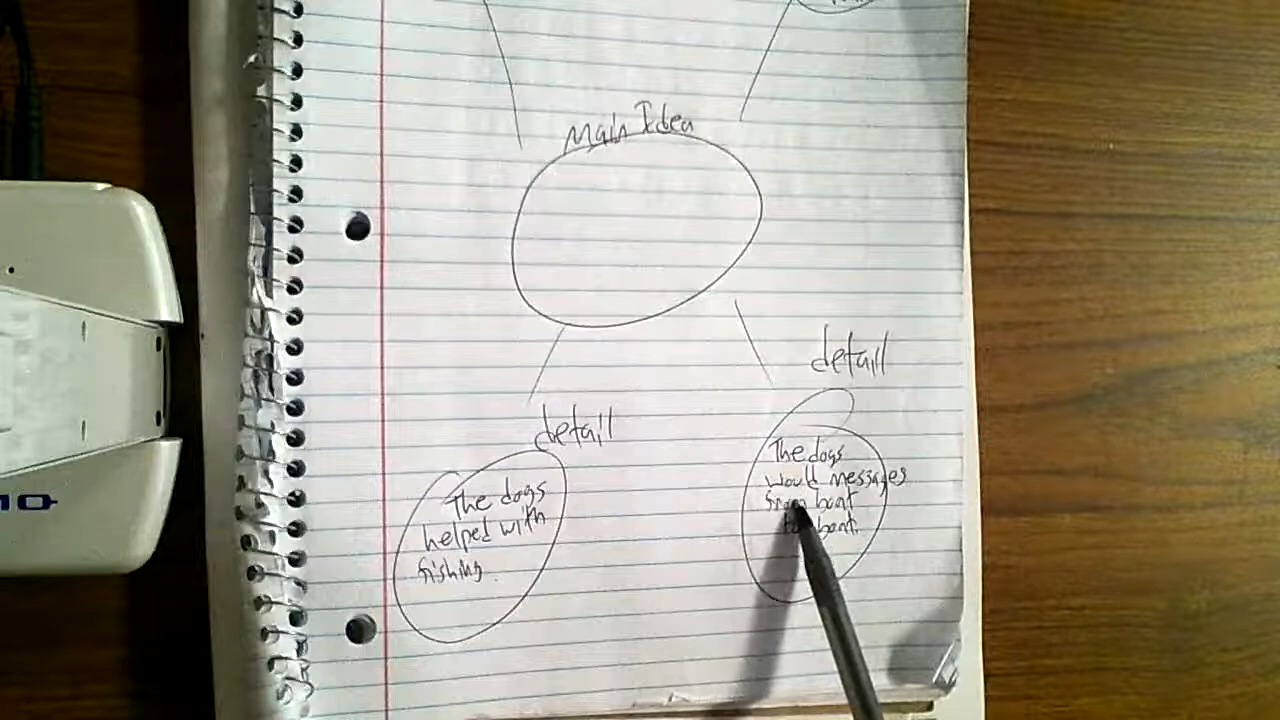 Main Idea
detail
detail
The dogs
would messages
from boat
to boat.
The dogs
helped with
fishing.